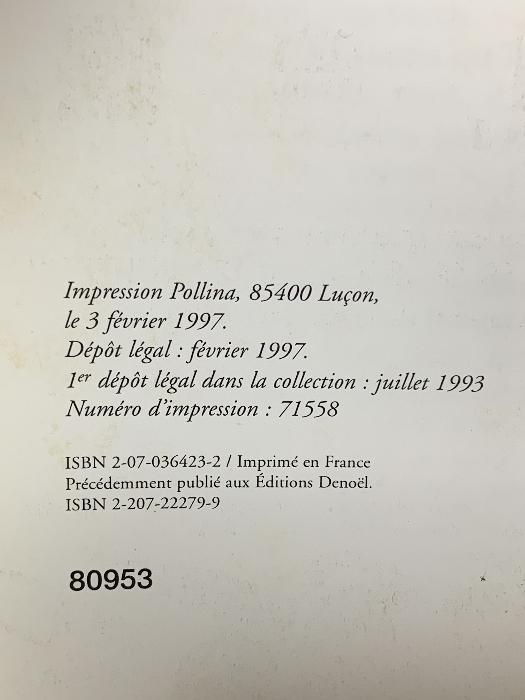 Impression Pollina, 85400 Luçon,
le 3 février 1997.
Dépôt légal : février 1997.
1er dépôt légal dans la collection : juillet 1993
Numéro d'impression : 71558
ISBN 2-07-036423-2 / Imprimé en France
Précédemment publié aux Éditions Denoël.
ISBN 2-207-22279-9
80953